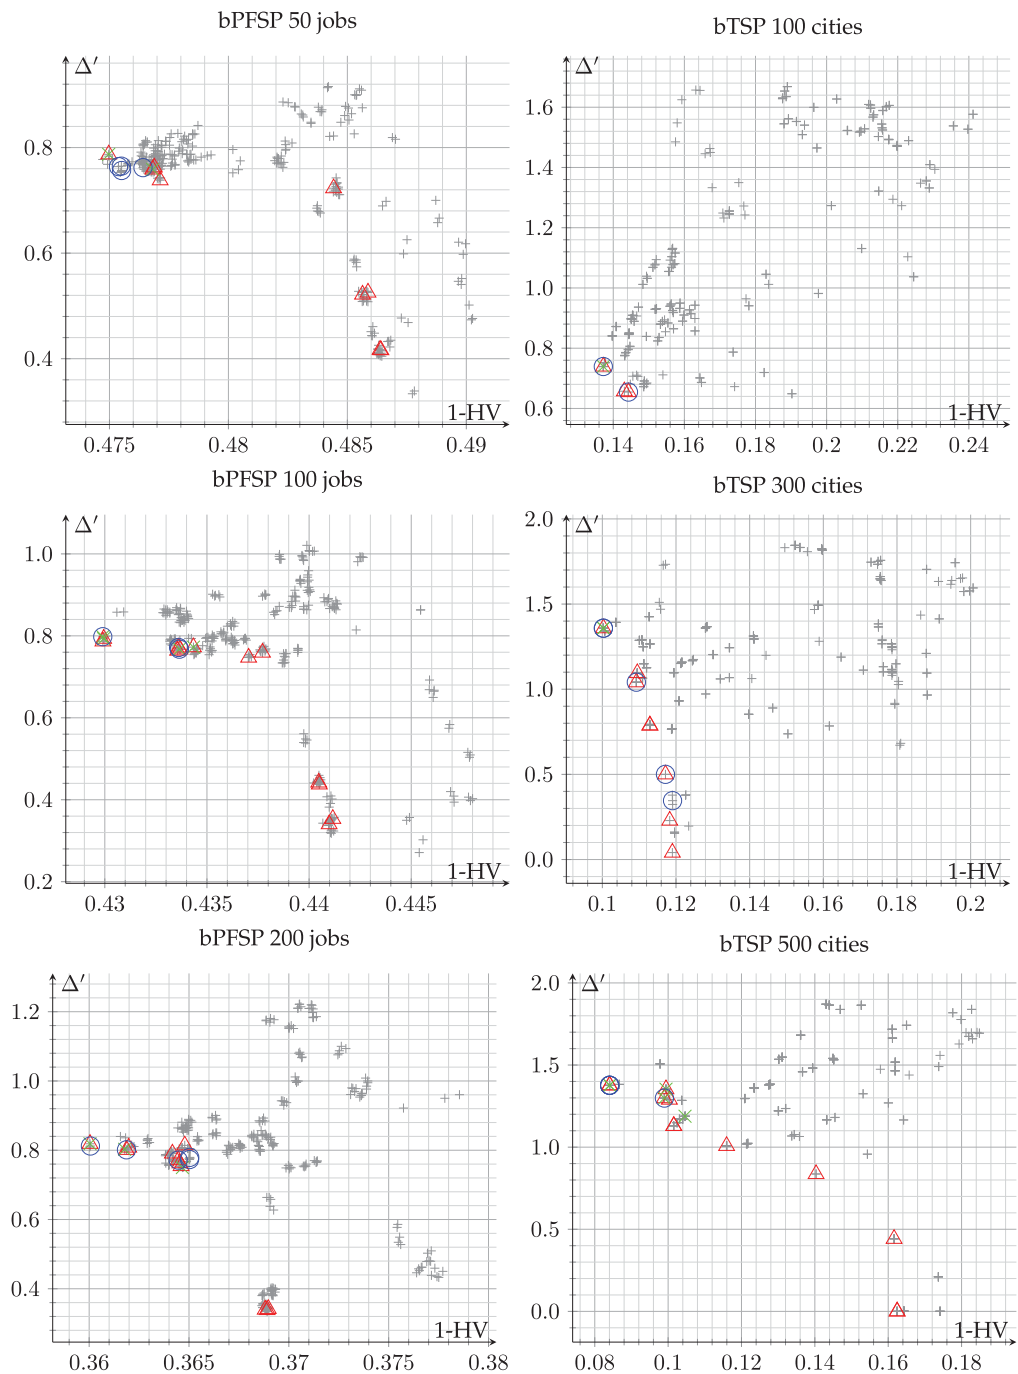 bPFSP 50 jobs
Δ′
0.8
0.6
0.4
1-HV
0.475 0.48 0.485 0.49
bTSP 100 cities
Δ′
1.6
1.4
1.2
1.0
0.8
0.6
1-HV
0.14 0.16 0.18 0.2 0.22 0.24
bPFSP 100 jobs
Δ′
1.0
0.8
0.6
0.4
0.2
1-HV
0.43 0.435 0.44 0.445
bTSP 300 cities
2.0
Δ′
1.5
1.0
0.5
0.0
1-HV
0.1 0.12 0.14 0.16 0.18 0.2
bPFSP 200 jobs
Δ′
1.2
1.0
0.8
0.6
0.4
1-HV
0.36 0.365 0.37 0.375 0.38
bTSP 500 cities
2.0
Δ′
1.5
1.0
0.5
0.0
1-HV
0.08 0.1 0.12 0.14 0.16 0.18